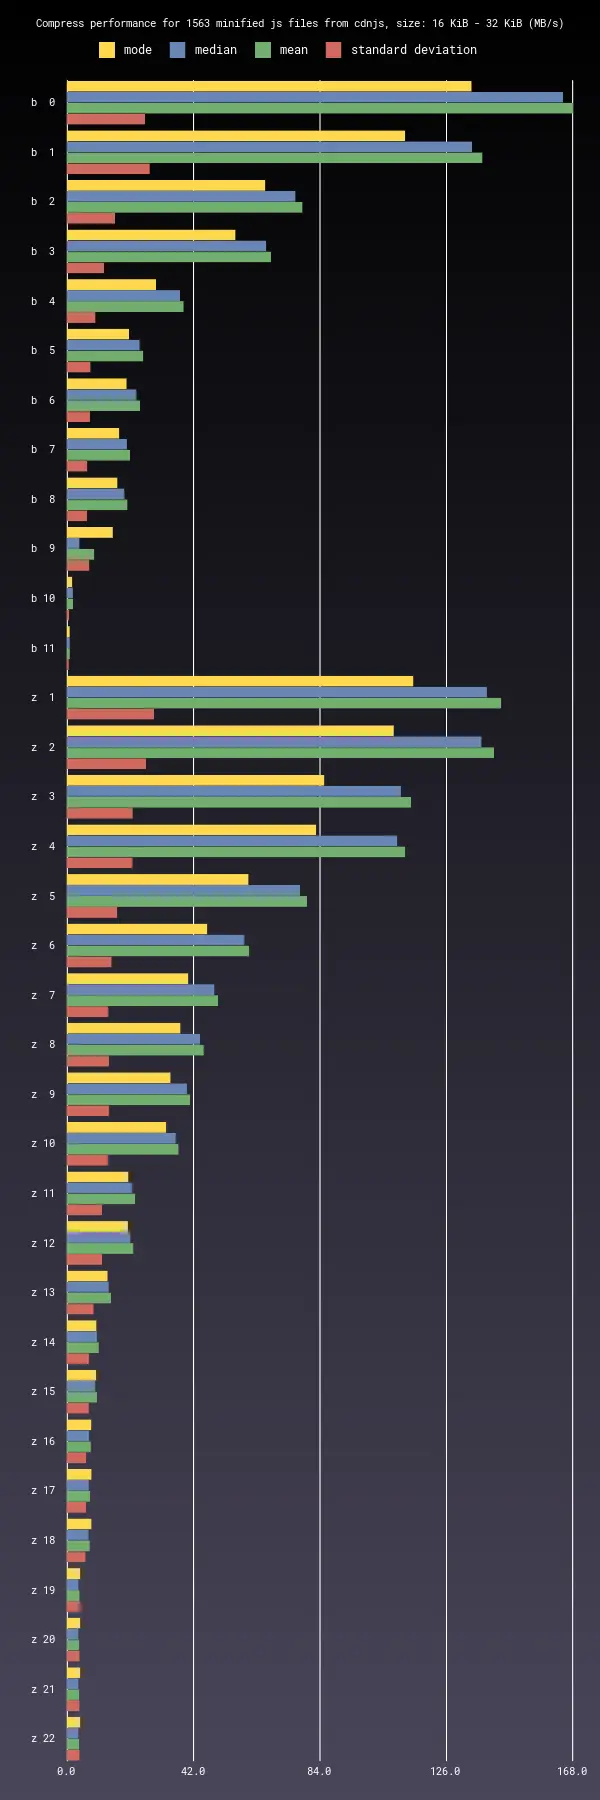 Compress performance for 1563 minified js files from cdnjs, size: 16 KiB - 32 KiB (MB/s)
mode median mean standard deviation
b 0
b 1
b 2
b 3
b 4
b 5
b 6
b 7
b 8
b 9
b 10
b 11
z 1
z 2
z 3
z 4
z 5
z 6
z 7
z 8
z 9
z 10
z 11
z 12
z 13
z 14
z 15
z 16
z 17
z 18
z 19
z 20
z 21
z 22
0.0 42.0 84.0 126.0 168.0